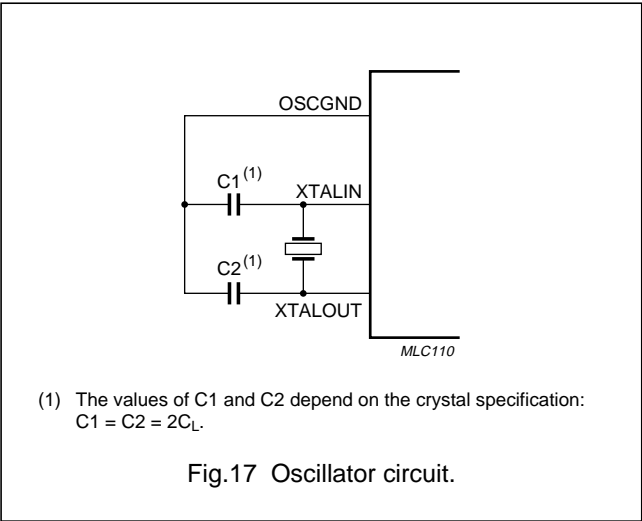 OSCGND
C1(1)
XTALIN
C2(1)
XTALOUT
MLC110
(1) The values of C1 and C2 depend on the crystal specification:
C1 = C2 = 2CL.
Fig.17 Oscillator circuit.